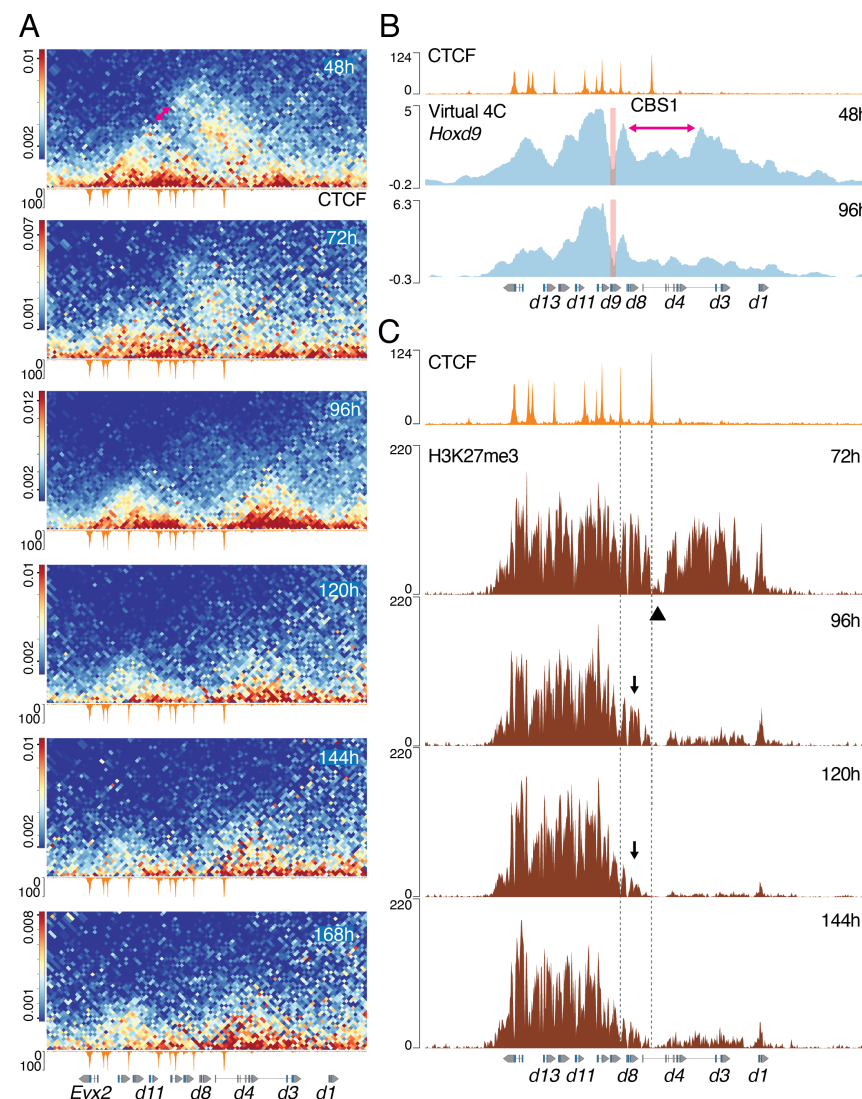 A
0.01
0.002
48h
0
100
CTCF
0.007
0.001
72h
0
100
0.012
0.002
96h
0
100
0.01
0.002
120h
0
100
0.01
0.002
144h
0
100
0.008
0.001
168h
0
100
Evx2 d11 d8 d4 d3 d1
B
124
0
CTCF
5
-0.2
Virtual 4C
Hoxd9
CBS1
48h
6.3
-0.3
96h
d13 d11 d9 d8 d4 d3 d1
C
124
0
CTCF
220
0
H3K27me3
72h
220
0
96h
220
0
120h
220
0
144h
d13 d11 d8 d4 d3 d1